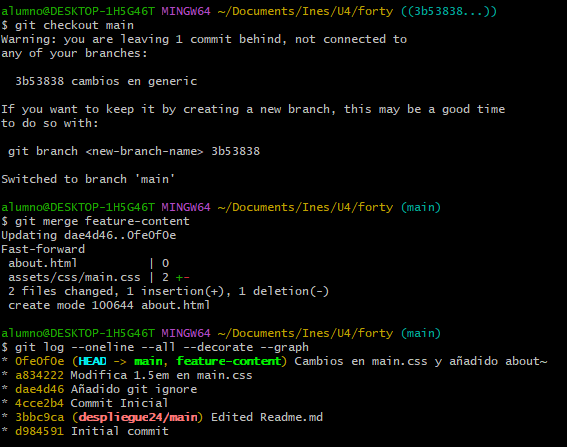 alumno@DESKTOP-1H5G46T MINGW64 ~/Documents/Ines/U4/forty ((3b53838...))
$ git checkout main
Warning: you are leaving 1 commit behind, not connected to
any of your branches:
3b53838 cambios en generic
If you want to keep it by creating a new branch, this may be a good time
to do so with:
git branch <new-branch-name> 3b53838
Switched to branch 'main'
alumno@DESKTOP-1H5G46T MINGW64 ~/Documents/Ines/U4/forty (main)
$ git merge feature-content
Updating dae4d46..0fe0f0e
Fast-forward
about.html | 0
assets/css/main.css | 2 +-
2 files changed, 1 insertion(+), 1 deletion(-)
create mode 100644 about.html
alumno@DESKTOP-1H5G46T MINGW64 ~/Documents/Ines/U4/forty (main)
$ git log --oneline --all --decorate --graph
* 0fe0f0e (HEAD -> main, feature-content) Cambios en main.css y añadido about~
* a834222 Modifica 1.5em en main.css
* dae4d46 Añadido git ignore
* 4cce2b4 Commit Inicial
* 3bbc9ca (despliegue24/main) Edited Readme.md
* d984591 Initial commit